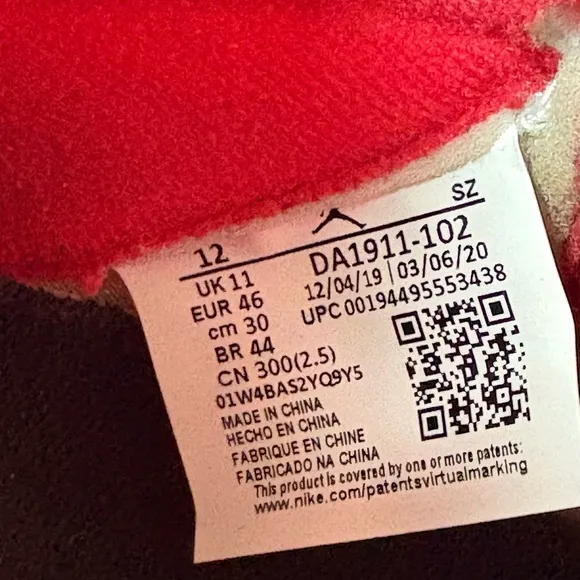 12 SZ
UK 11
EUR 46
cm 30
BR 44
CN 300(2.5)
01W4BAS2YQ9Y5
DA1911-102
12/04/19 | 03/06/20
UPC 00194495553438
MADE IN CHINA
HECHO EN CHINA
FABRIQUE EN CHINE
FABRICADO NA CHINA
This product is covered by one or more patents:
www.nike.com/patentsvirtualmarking